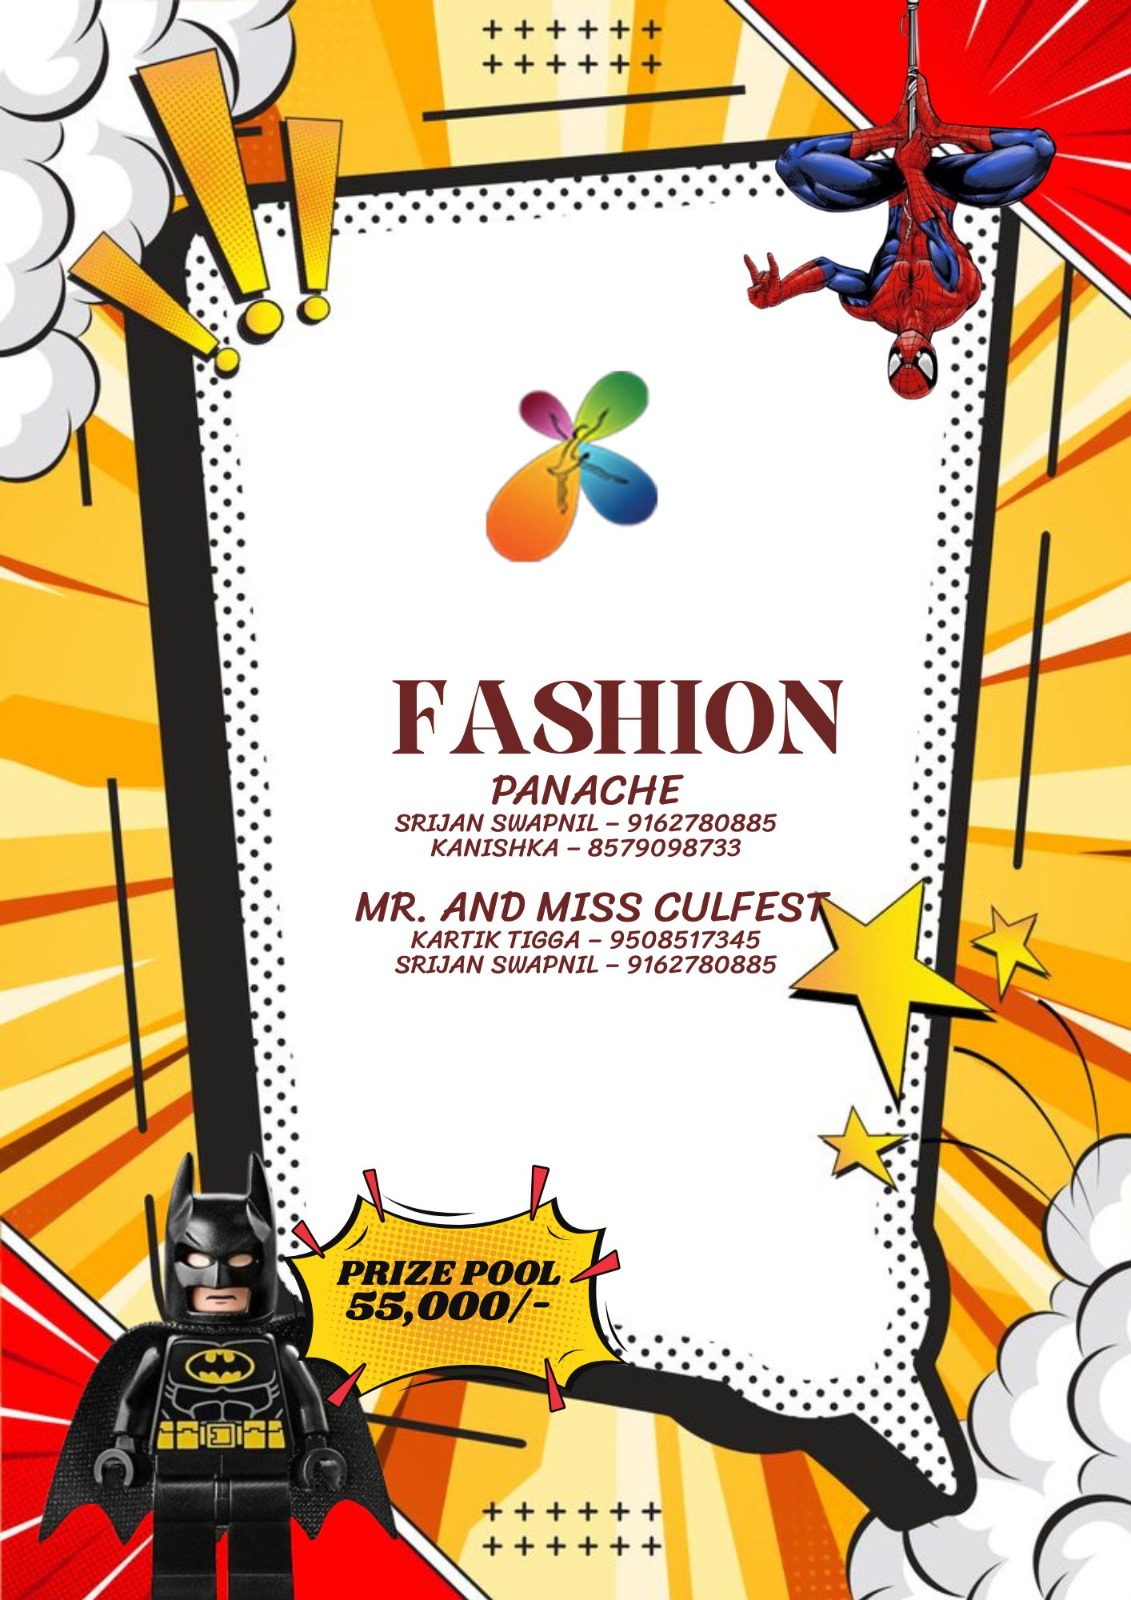 FASHION
PANACHE
SRIJAN SWAPNIL – 9162780885
KANISHKA – 8579098733
MR. AND MISS CULFEST
KARTIK TIGGA – 9508517345
SRIJAN SWAPNIL – 9162780885
PRIZE POOL
55,000/-